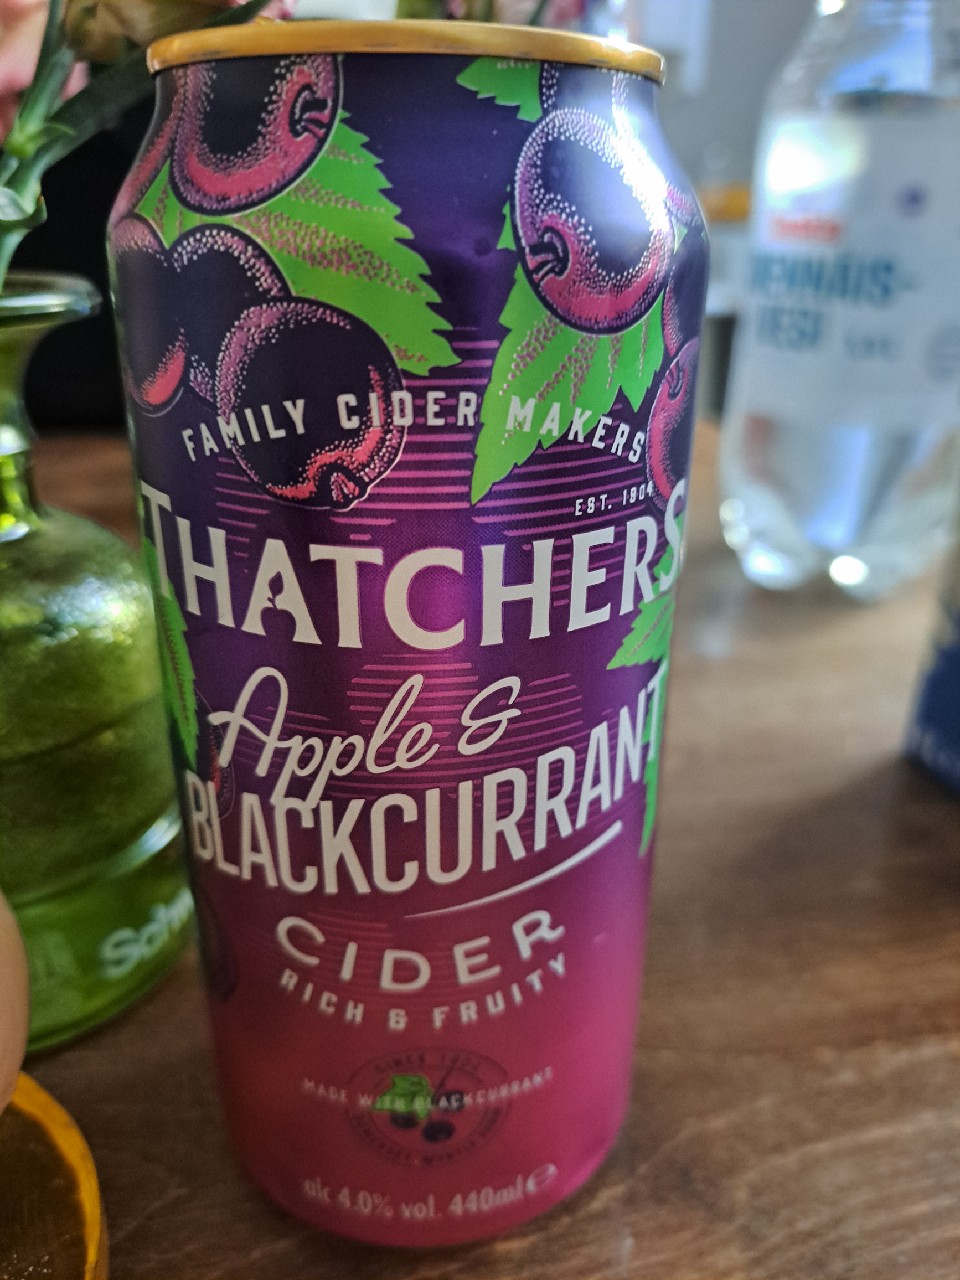 FAMILY CIDER MAKERS
EST. 1904
THATCHERS
Apple &
BLACKCURRANT
CIDER
RICH & FRUITY
MADE WITH BLACKCURRANT
alc 4.0% vol. 440ml ℮